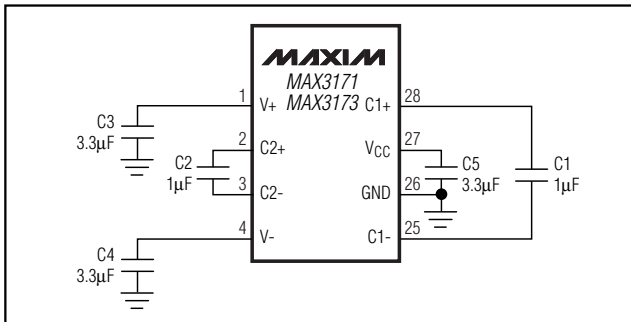 MAXIM
MAX3171
MAX3173
1
V+
C3
3.3µF
2
C2+
C2
1µF
3
C2-
4
V-
C4
3.3µF
28
C1+
27
VCC
C5
3.3µF
26
GND
25
C1-
C1
1µF